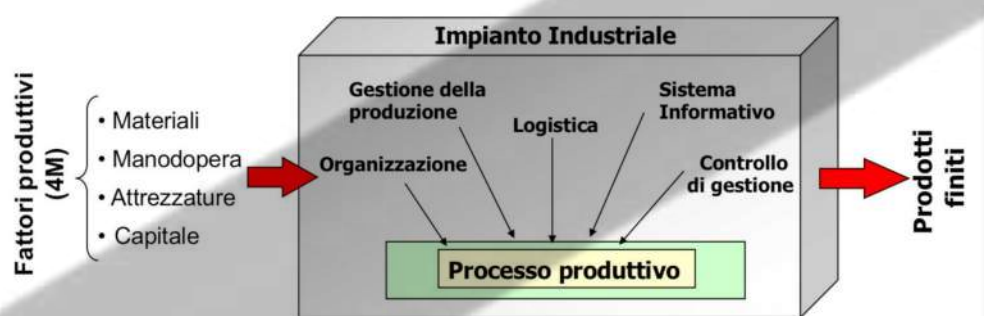 Fattori produttivi
(4M)
• Materiali
• Manodopera
• Attrezzature
• Capitale
Impianto Industriale
Gestione della
produzione
Sistema
Informativo
Logistica
Organizzazione
Controllo
di gestione
Processo produttivo
Prodotti
finiti